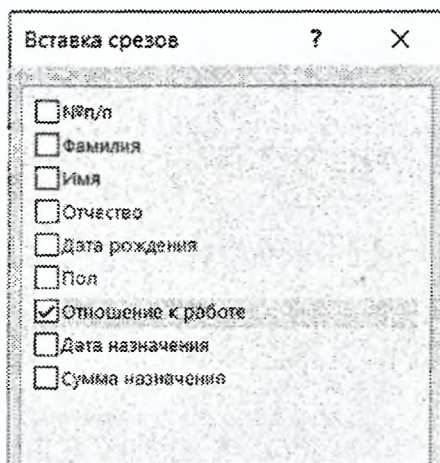 Вставка срезов ? ×
№п/п
Фамилия
Имя
Отчество
Дата рождения
Пол
Отношение к работе
Дата назначения
Сумма назначения